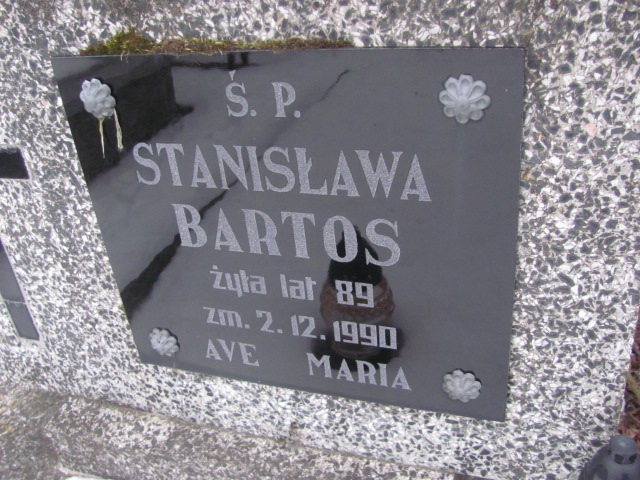 Ś. P.
STANISŁAWA
BARTOS
żyła lat 89
zm. 2.12.1990
AVE MARIA